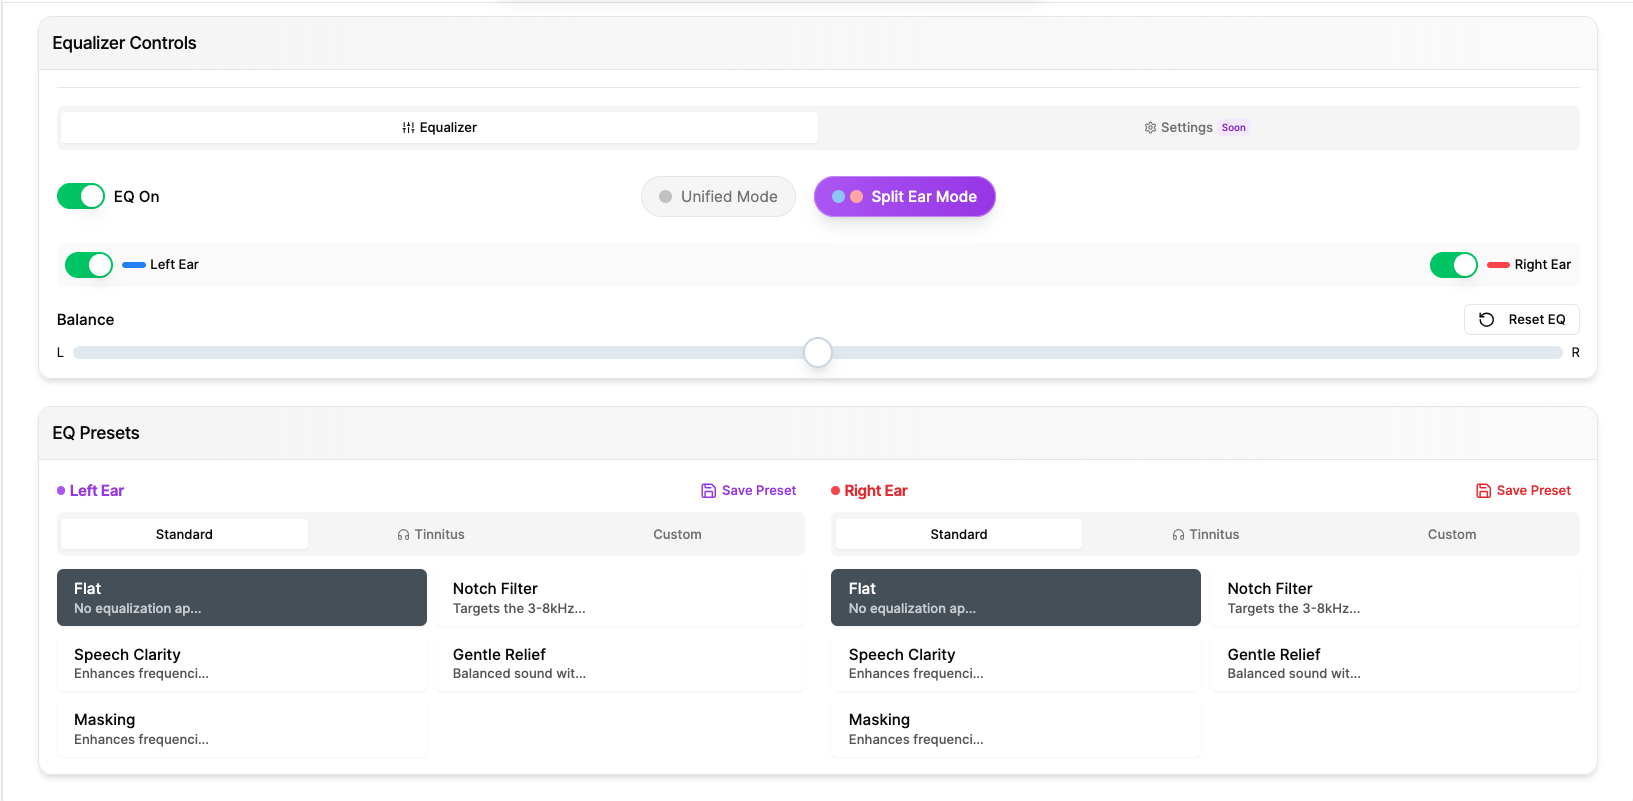 Equalizer Controls
Equalizer
Settings Soon
EQ On
Unified Mode
Split Ear Mode
Left Ear
Right Ear
Balance
Reset EQ
L
R
EQ Presets
Left Ear
Save Preset
Standard
Tinnitus
Custom
Flat
No equalization ap...
Notch Filter
Targets the 3-8kHz...
Speech Clarity
Enhances frequenci...
Gentle Relief
Balanced sound wit...
Masking
Enhances frequenci...
Right Ear
Save Preset
Standard
Tinnitus
Custom
Flat
No equalization ap...
Notch Filter
Targets the 3-8kHz...
Speech Clarity
Enhances frequenci...
Gentle Relief
Balanced sound wit...
Masking
Enhances frequenci...